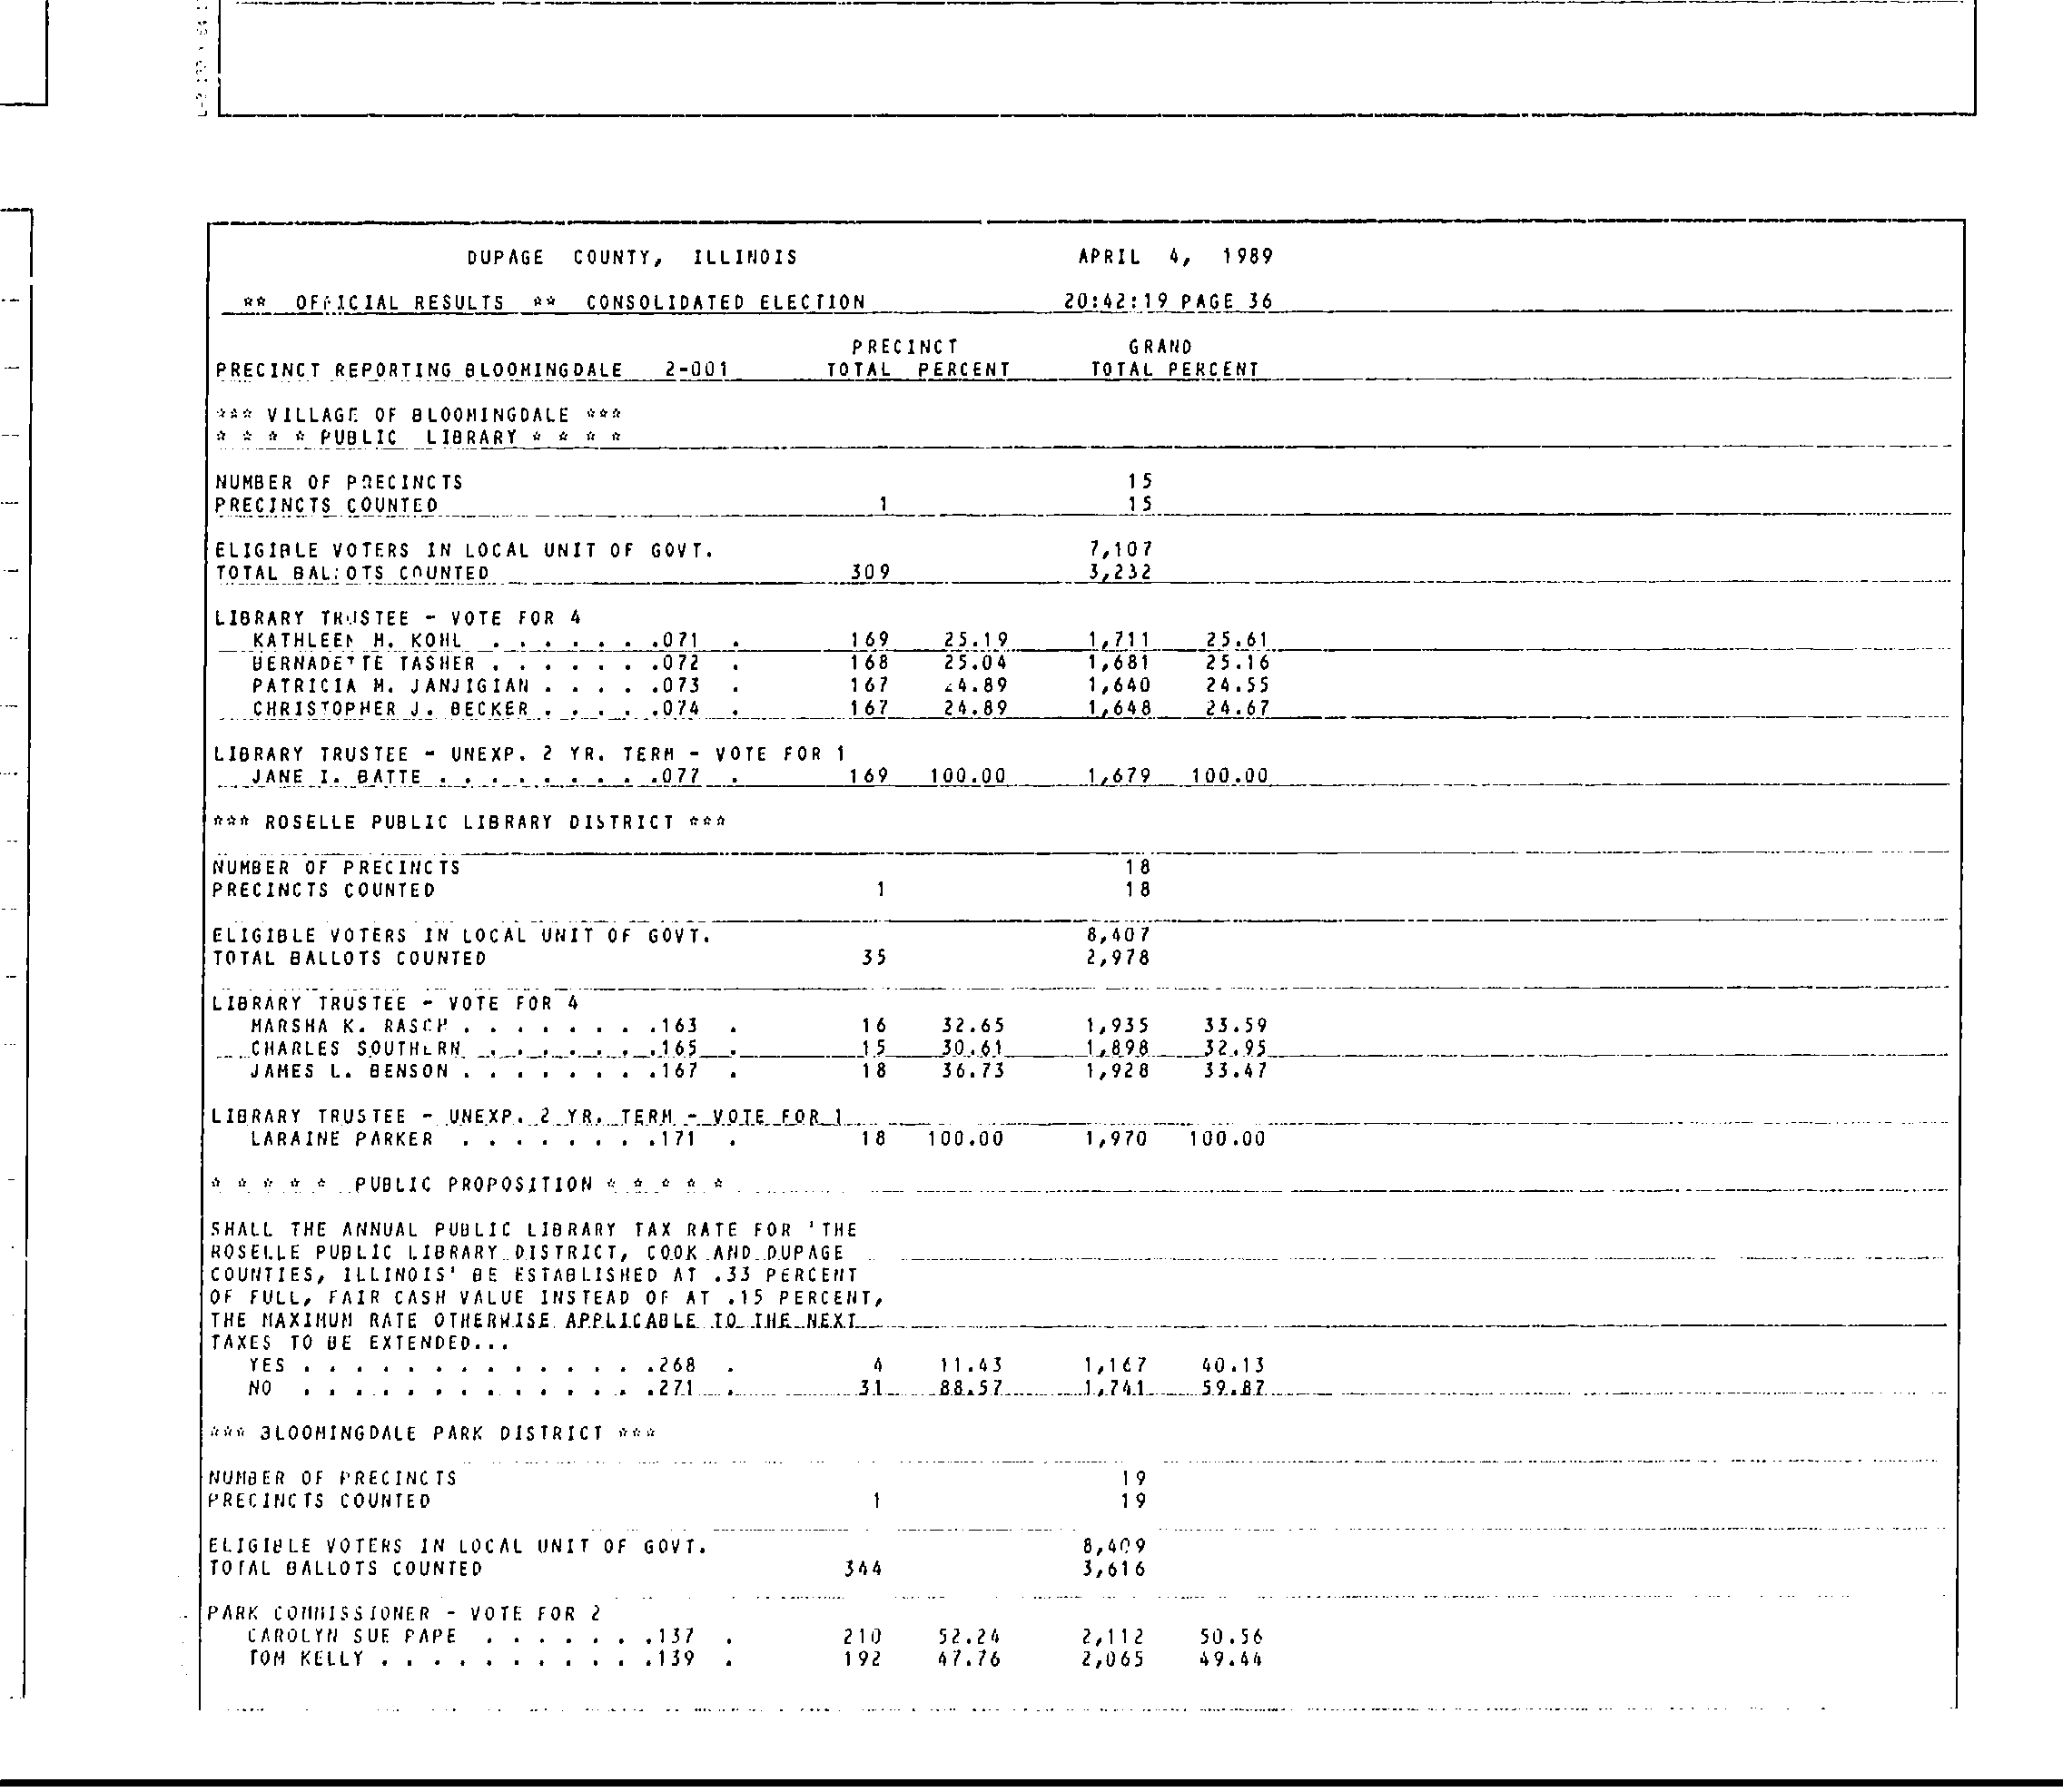 DUPAGE COUNTY, ILLINOIS APRIL 4, 1989
** OFFICIAL RESULTS ** CONSOLIDATED ELECTION 20:42:19 PAGE 36
PRECINCT GRAND
PRECINCT REPORTING BLOOMINGDALE 2-001 TOTAL PERCENT TOTAL PERCENT
*** VILLAGE OF BLOOMINGDALE ***
* * * * PUBLIC LIBRARY * * * *
NUMBER OF PRECINCTS 15
PRECINCTS COUNTED 1 15
ELIGIBLE VOTERS IN LOCAL UNIT OF GOVT. 7,107
TOTAL BALLOTS COUNTED 309 3,232
LIBRARY TRUSTEE - VOTE FOR 4
KATHLEEN M. KOHL . . . . . . .071 . 169 25.19 1,711 25.61
BERNADETTE TASHER . . . . . . .072 . 168 25.04 1,681 25.16
PATRICIA M. JANJIGIAN . . . . .073 . 167 24.89 1,640 24.55
CHRISTOPHER J. BECKER . . . . .074 . 167 24.89 1,648 24.67
LIBRARY TRUSTEE - UNEXP. 2 YR. TERM - VOTE FOR 1
JANE I. BATTE . . . . . . . . .077 . 169 100.00 1,679 100.00
*** ROSELLE PUBLIC LIBRARY DISTRICT ***
NUMBER OF PRECINCTS 18
PRECINCTS COUNTED 1 18
ELIGIBLE VOTERS IN LOCAL UNIT OF GOVT. 8,407
TOTAL BALLOTS COUNTED 35 2,978
LIBRARY TRUSTEE - VOTE FOR 4
MARSHA K. RASCH . . . . . . . .163 . 16 32.65 1,935 33.59
CHARLES SOUTHERN . . . . . . .165 . 15 30.61 1,898 32.95
JAMES L. BENSON . . . . . . . .167 . 18 36.73 1,928 33.47
LIBRARY TRUSTEE - UNEXP. 2 YR. TERM - VOTE FOR 1
LARAINE PARKER . . . . . . . .171 . 18 100.00 1,970 100.00
* * * * * PUBLIC PROPOSITION * * * * *
SHALL THE ANNUAL PUBLIC LIBRARY TAX RATE FOR 'THE
ROSELLE PUBLIC LIBRARY DISTRICT, COOK AND DUPAGE
COUNTIES, ILLINOIS' BE ESTABLISHED AT .33 PERCENT
OF FULL, FAIR CASH VALUE INSTEAD OF AT .15 PERCENT,
THE MAXIMUM RATE OTHERWISE APPLICABLE TO THE NEXT
TAXES TO BE EXTENDED...
YES . . . . . . . . . . . . . .268 . 4 11.43 1,167 40.13
NO . . . . . . . . . . . . . .271 . 31 88.57 1,741 59.87
*** BLOOMINGDALE PARK DISTRICT ***
NUMBER OF PRECINCTS 19
PRECINCTS COUNTED 1 19
ELIGIBLE VOTERS IN LOCAL UNIT OF GOVT. 8,409
TOTAL BALLOTS COUNTED 344 3,616
PARK COMMISSIONER - VOTE FOR 2
CAROLYN SUE PAPE . . . . . . .137 . 210 52.24 2,112 50.56
TOM KELLY . . . . . . . . . . .139 . 192 47.76 2,065 49.44